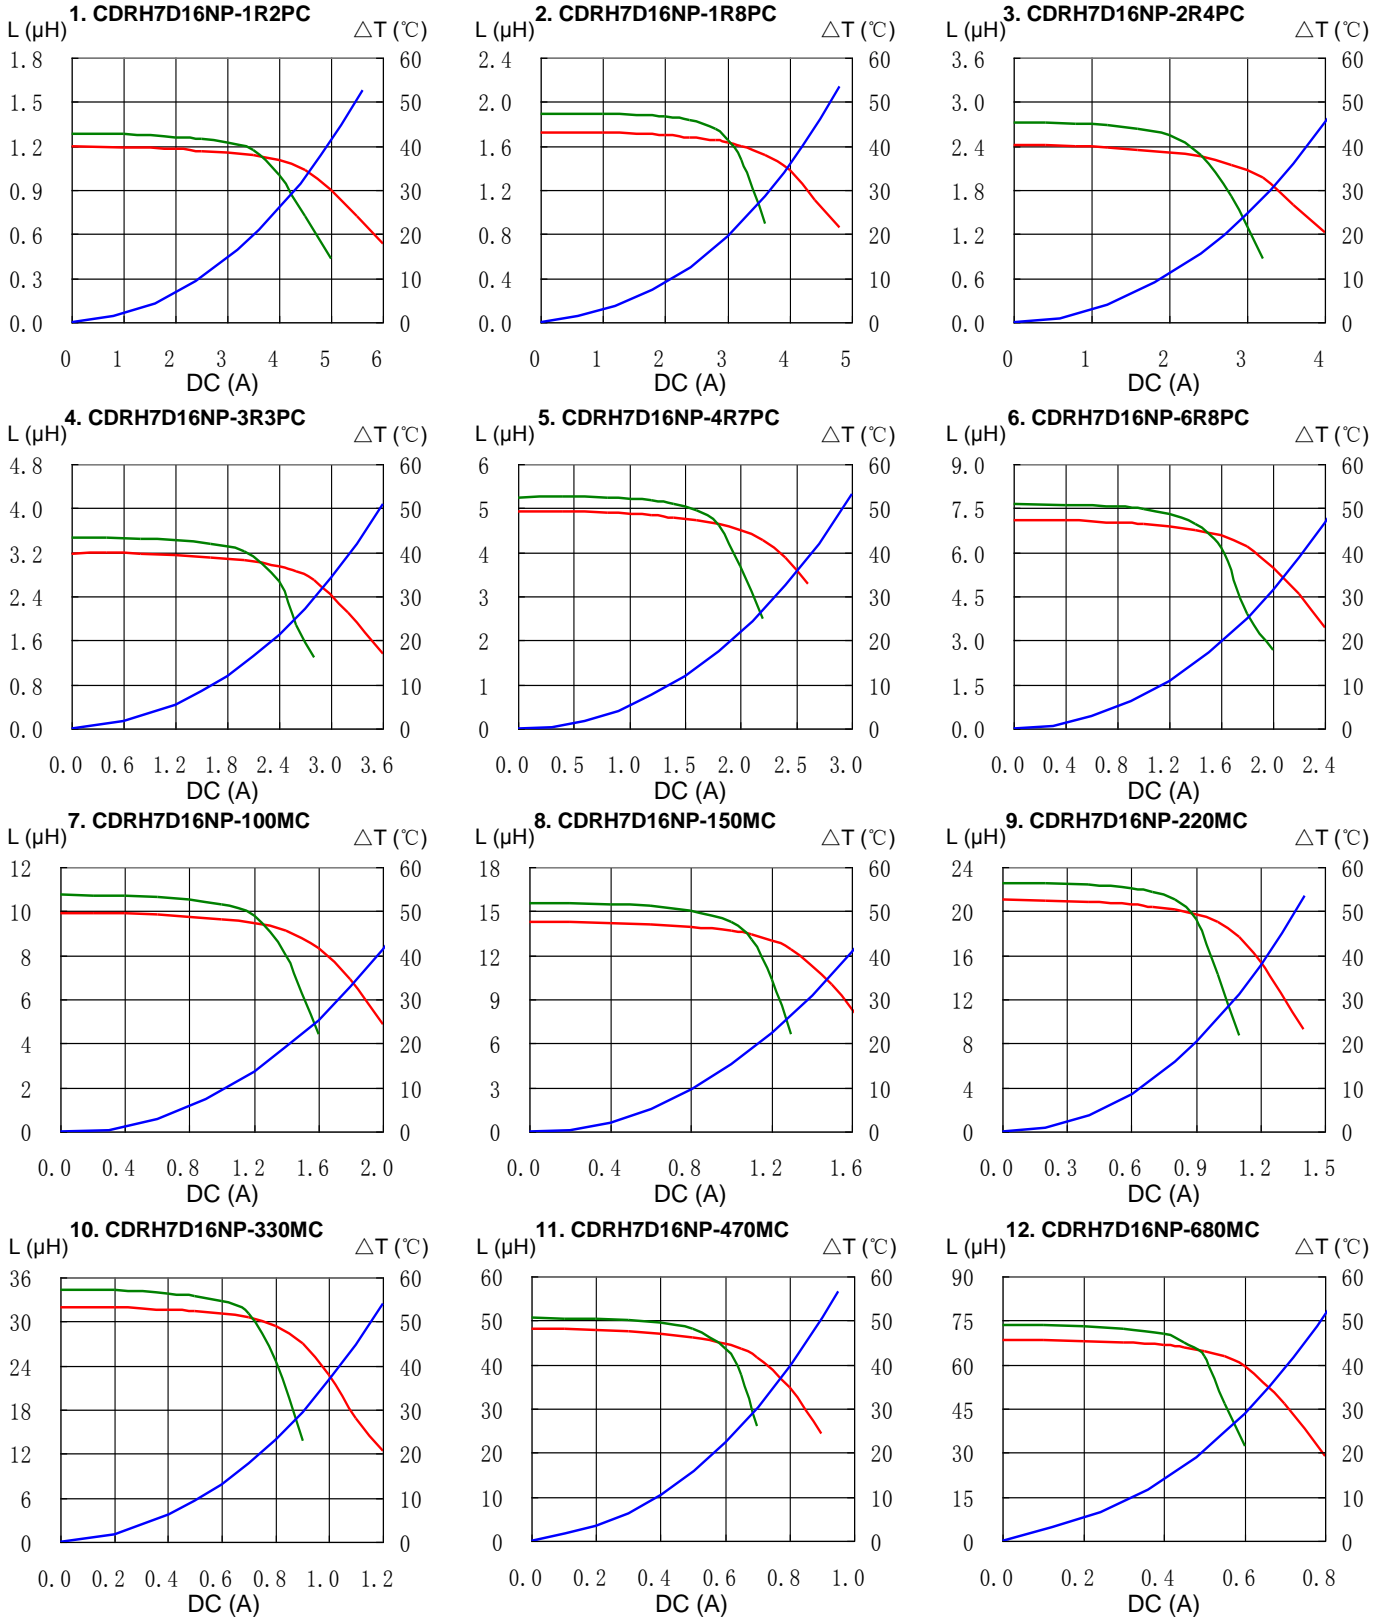 1. CDRH7D16NP-1R2PC
L (µH) △T (℃)
1.8 60
1.5 50
1.2 40
0.9 30
0.6 20
0.3 10
0.0 0
0 1 2 3 4 5 6
DC (A)
2. CDRH7D16NP-1R8PC
L (µH) △T (℃)
2.4 60
2.0 50
1.6 40
1.2 30
0.8 20
0.4 10
0.0 0
0 1 2 3 4 5
DC (A)
3. CDRH7D16NP-2R4PC
L (µH) △T (℃)
3.6 60
3.0 50
2.4 40
1.8 30
1.2 20
0.6 10
0.0 0
0 1 2 3 4
DC (A)
4. CDRH7D16NP-3R3PC
L (µH) △T (℃)
4.8 60
4.0 50
3.2 40
2.4 30
1.6 20
0.8 10
0.0 0
0.0 0.6 1.2 1.8 2.4 3.0 3.6
DC (A)
5. CDRH7D16NP-4R7PC
L (µH) △T (℃)
6 60
5 50
4 40
3 30
2 20
1 10
0 0
0.0 0.5 1.0 1.5 2.0 2.5 3.0
DC (A)
6. CDRH7D16NP-6R8PC
L (µH) △T (℃)
9.0 60
7.5 50
6.0 40
4.5 30
3.0 20
1.5 10
0.0 0
0.0 0.4 0.8 1.2 1.6 2.0 2.4
DC (A)
7. CDRH7D16NP-100MC
L (µH) △T (℃)
12 60
10 50
8 40
6 30
4 20
2 10
0 0
0.0 0.4 0.8 1.2 1.6 2.0
DC (A)
8. CDRH7D16NP-150MC
L (µH) △T (℃)
18 60
15 50
12 40
9 30
6 20
3 10
0 0
0.0 0.4 0.8 1.2 1.6
DC (A)
9. CDRH7D16NP-220MC
L (µH) △T (℃)
24 60
20 50
16 40
12 30
8 20
4 10
0 0
0.0 0.3 0.6 0.9 1.2 1.5
DC (A)
10. CDRH7D16NP-330MC
L (µH) △T (℃)
36 60
30 50
24 40
18 30
12 20
6 10
0 0
0.0 0.2 0.4 0.6 0.8 1.0 1.2
DC (A)
11. CDRH7D16NP-470MC
L (µH) △T (℃)
60 60
50 50
40 40
30 30
20 20
10 10
0 0
0.0 0.2 0.4 0.6 0.8 1.0
DC (A)
12. CDRH7D16NP-680MC
L (µH) △T (℃)
90 60
75 50
60 40
45 30
30 20
15 10
0 0
0.0 0.2 0.4 0.6 0.8
DC (A)